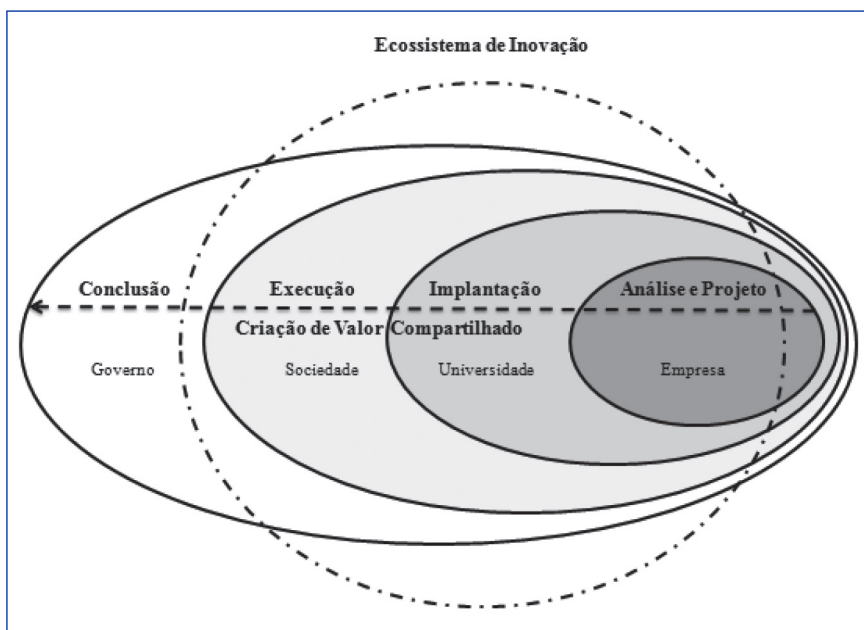 Ecossistema de Inovação
Conclusão Execução Implantação Análise e Projeto
Criação de Valor Compartilhado
Governo Sociedade Universidade Empresa